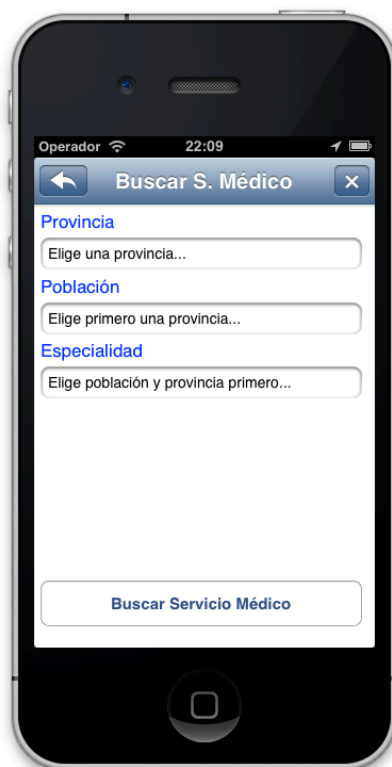 Operador 22:09
Buscar S. Médico
Provincia
Elige una provincia...
Población
Elige primero una provincia...
Especialidad
Elige población y provincia primero...
Buscar Servicio Médico